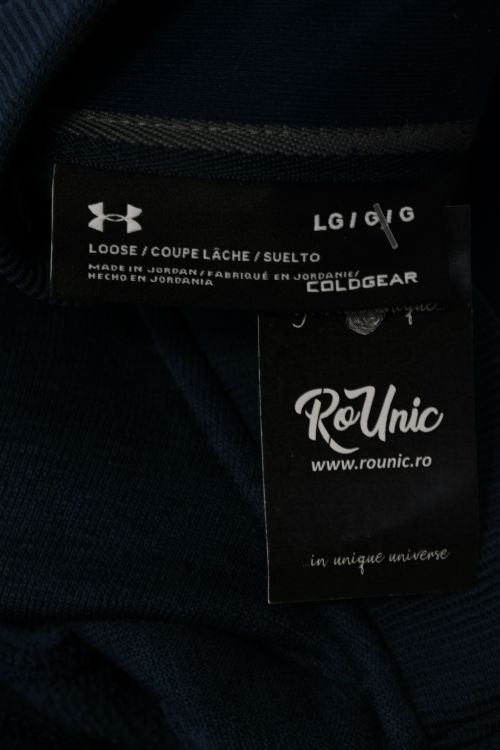 LG / G / G
LOOSE / COUPE LÂCHE / SUELTO
MADE IN JORDAN / FABRIQUÉ EN JORDANIE /
HECHO EN JORDANIA
COLDGEAR
RoUnic
www.rounic.ro
...in unique universe